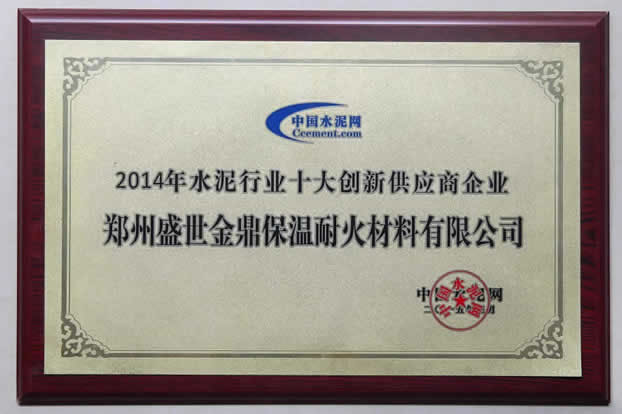 中国水泥网
Ccement.com
2014年水泥行业十大创新供应商企业
郑州盛世金鼎保温耐火材料有限公司
中国水泥网